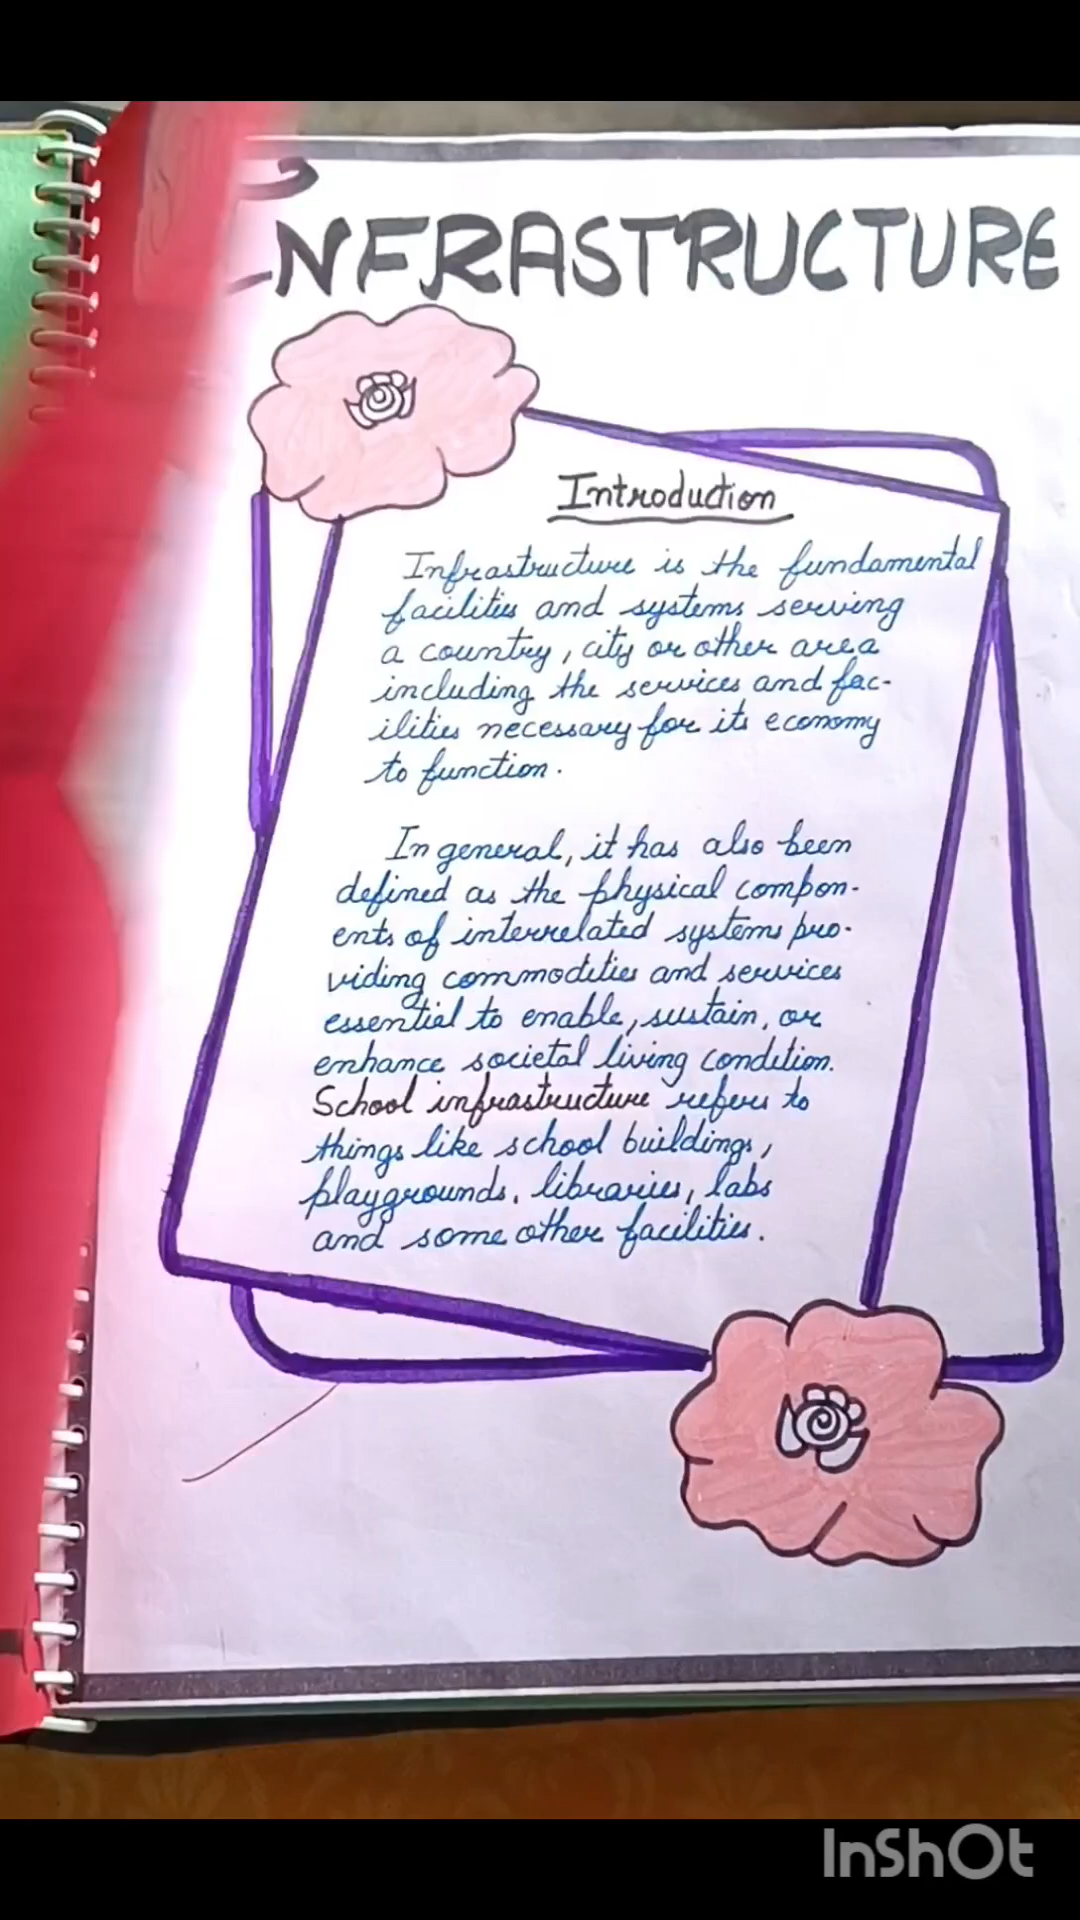 INFRASTRUCTURE
Introduction
Infrastructure is the fundamental
facilities and systems serving
a country, city or other area
including the services and fac-
ilities necessary for its economy
to function.
In general, it has also been
defined as the physical compon-
ents of interrelated systems pro-
viding commodities and services
essential to enable, sustain, or
enhance societal living condition.
School infrastructure refers to
things like school buildings,
playgrounds, libraries, labs
and some other facilities.
InShOt